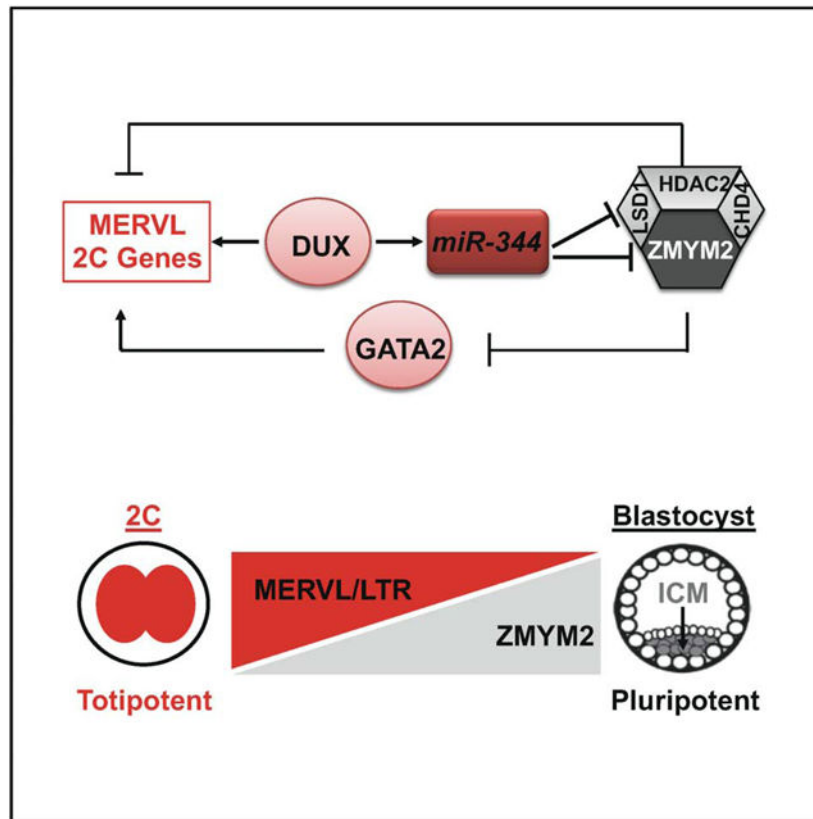 LSD1
HDAC2
CHD4
ZMYM2
MERVL
2C Genes
DUX
miR-344
GATA2
2C
Blastocyst
MERVL/LTR
ICM
ZMYM2
Totipotent
Pluripotent